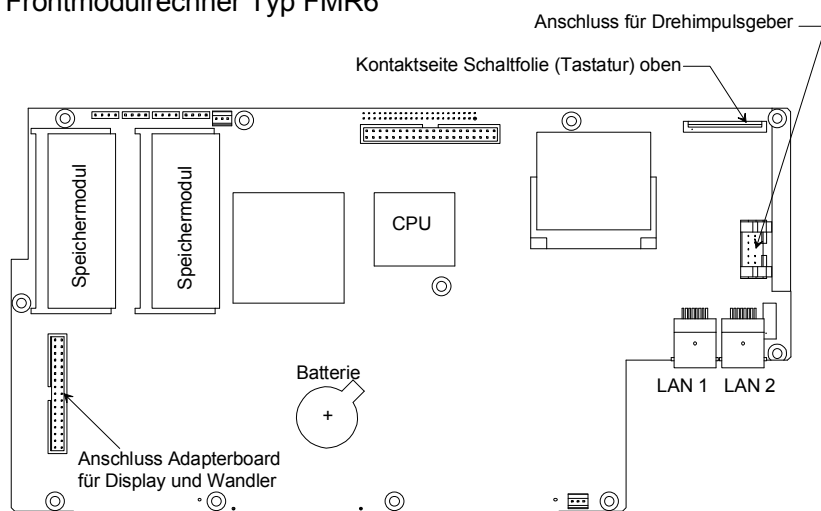 Frontmodulrechner Typ FMR6
Anschluss für Drehimpulsgeber
Kontaktseite Schaltfolie (Tastatur) oben
Speichermodul
Speichermodul
CPU
Batterie
+
LAN 1 LAN 2
Anschluss Adapterboard
für Display und Wandler